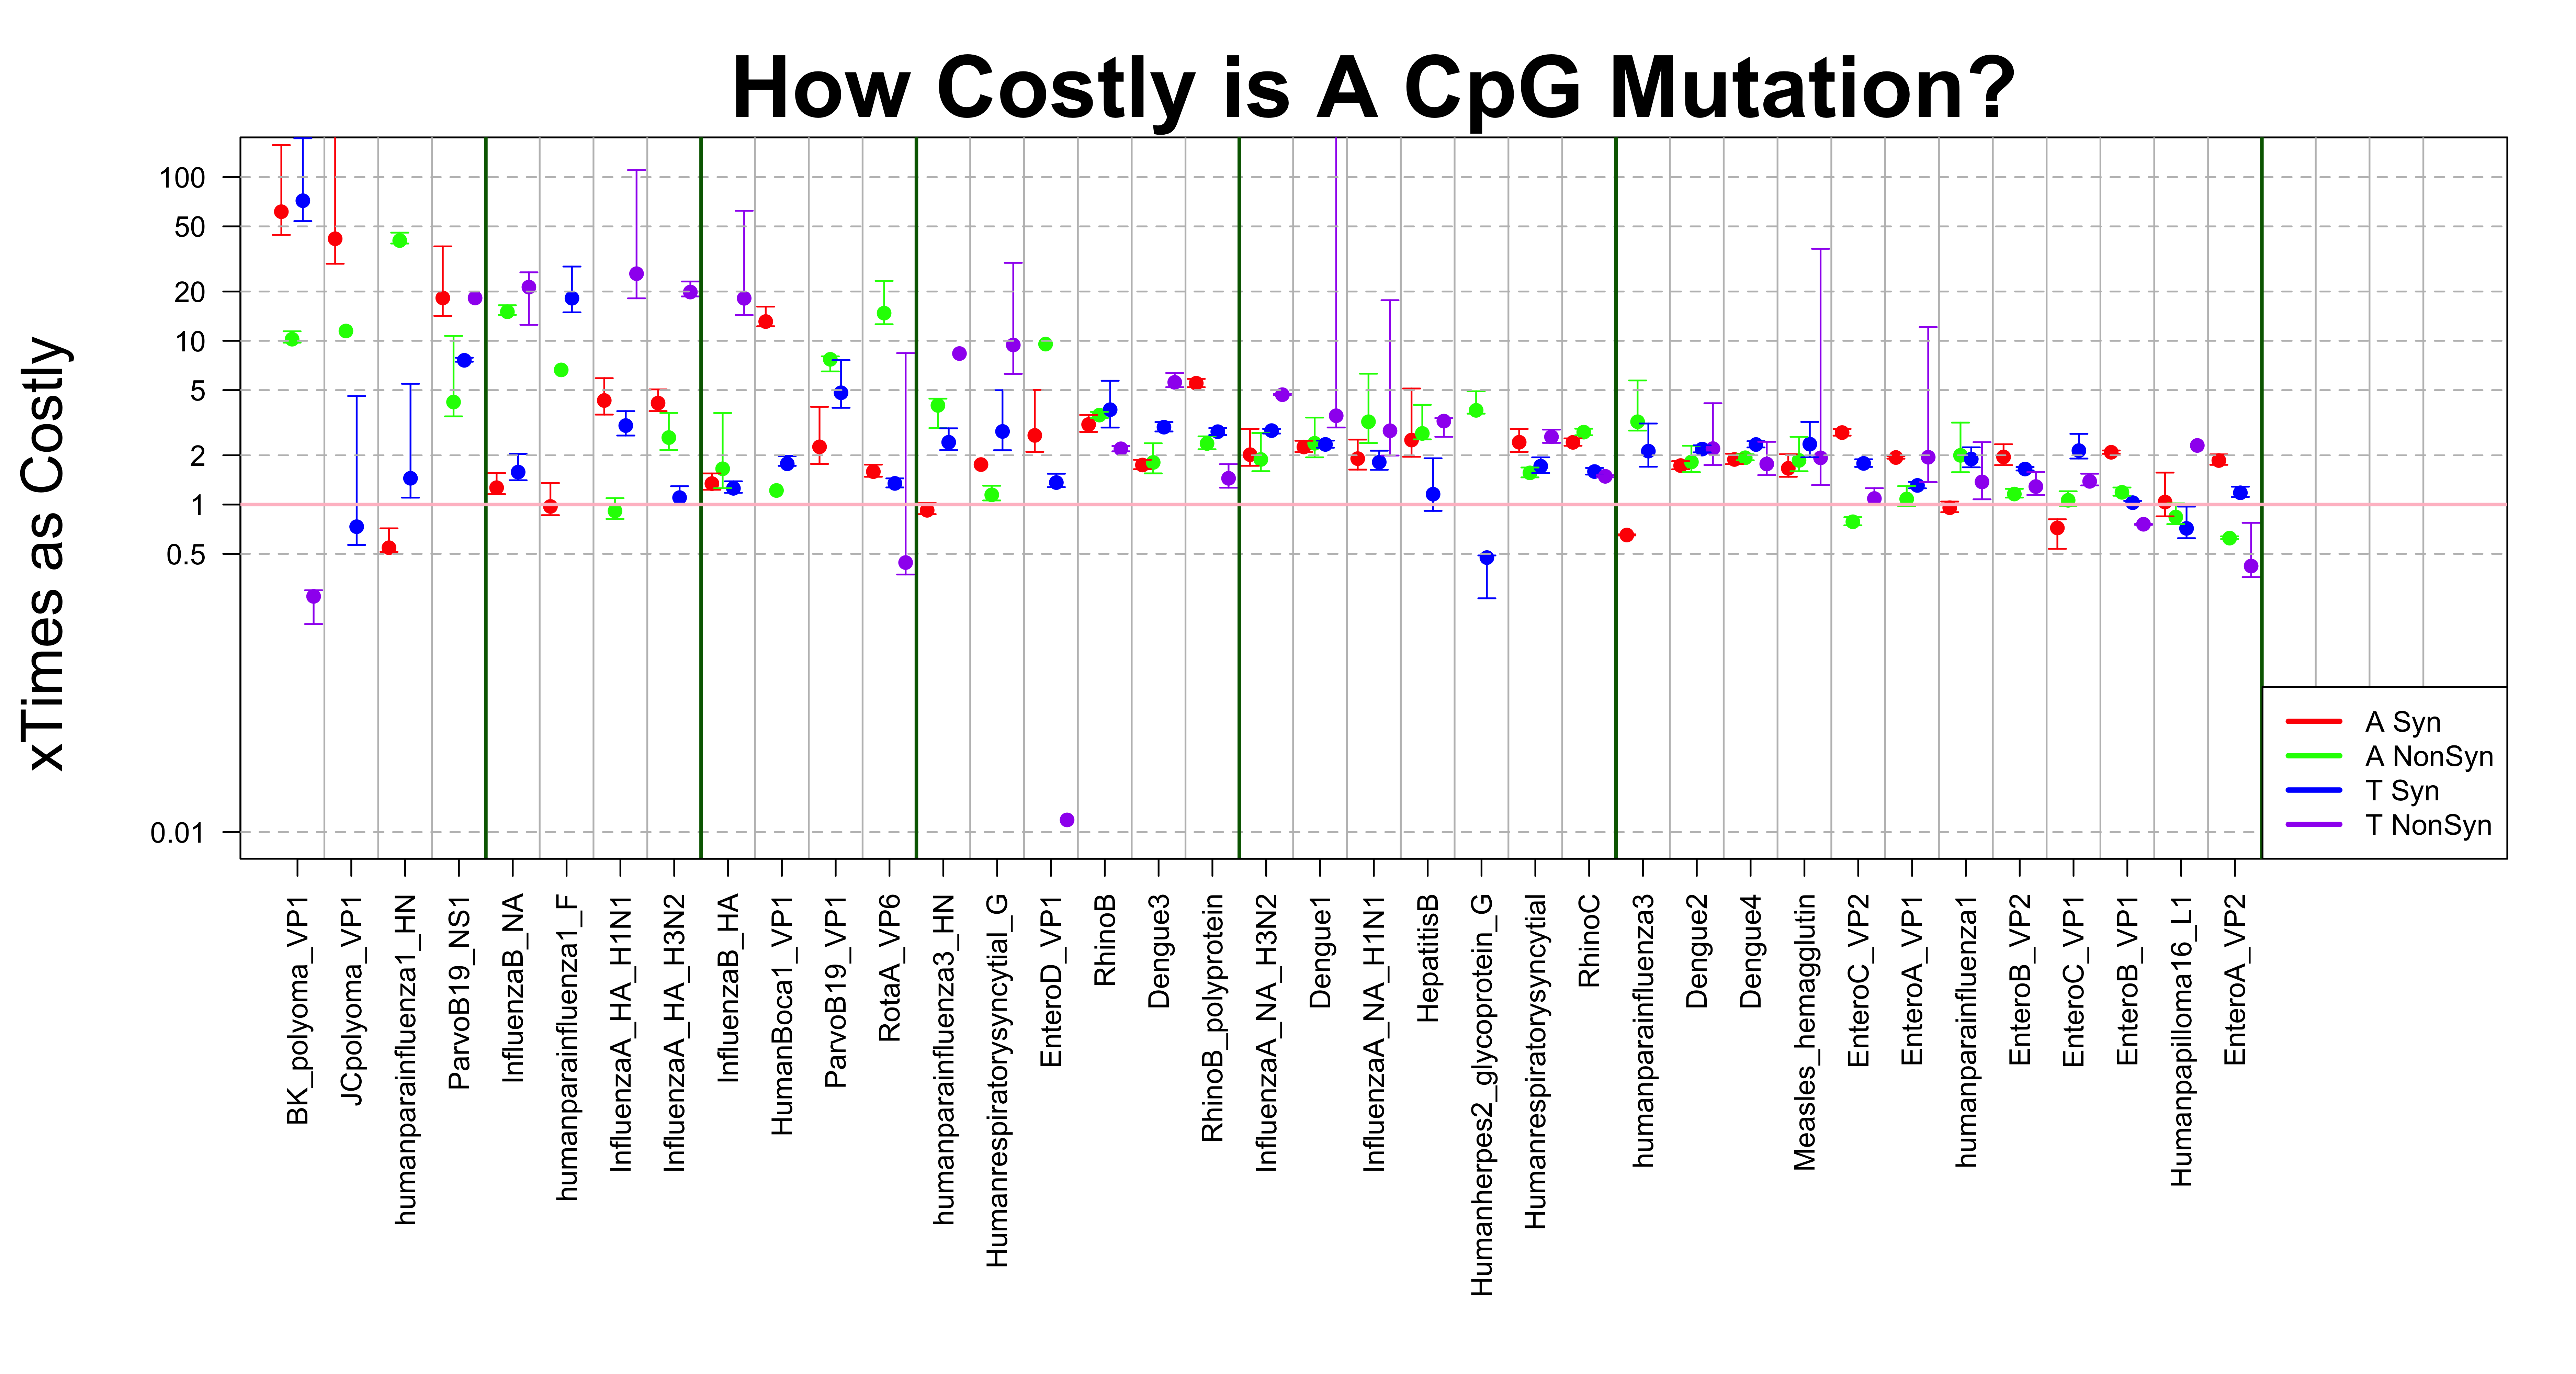 How Costly is A CpG Mutation?
xTimes as Costly
100
50
20
10
5
2
1
0.5
0.01
A Syn
A NonSyn
T Syn
T NonSyn
BK_polyoma_VP1
JCpolyoma_VP1
humanparainfluenza1_HN
ParvoB19_NS1
InfluenzaB_NA
humanparainfluenza1_F
InfluenzaA_HA_H1N1
InfluenzaA_HA_H3N2
InfluenzaB_HA
HumanBoca1_VP1
ParvoB19_VP1
RotaA_VP6
humanparainfluenza3_HN
Humanrespiratorysyncytial_G
EnteroD_VP1
RhinoB
Dengue3
RhinoB_polyprotein
InfluenzaA_NA_H3N2
Dengue1
InfluenzaA_NA_H1N1
HepatitisB
Humanherpes2_glycoprotein_G
Humanrespiratorysyncytial
RhinoC
humanparainfluenza3
Dengue2
Dengue4
Measles_hemagglutin
EnteroC_VP2
EnteroA_VP1
humanparainfluenza1
EnteroB_VP2
EnteroC_VP1
EnteroB_VP1
Humanpapilloma16_L1
EnteroA_VP2